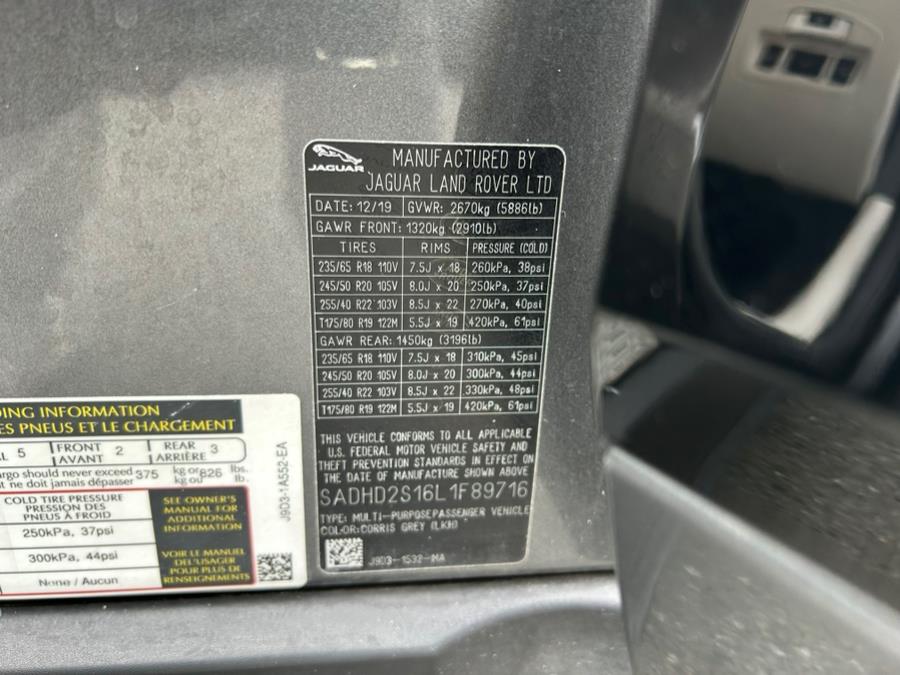 JAGUAR
MANUFACTURED BY
JAGUAR LAND ROVER LTD
DATE: 12/19 GVWR: 2670kg (5886lb)
GAWR FRONT: 1320kg (2910lb)
TIRES RIMS PRESSURE (COLD)
235/65 R18 110V 7.5J x 18 260kPa, 38psi
245/50 R20 105V 8.0J x 20 250kPa, 37psi
255/40 R22 103V 8.5J x 22 270kPa, 40psi
T175/80 R19 122M 5.5J x 19 420kPa, 61psi
GAWR REAR: 1450kg (3196lb)
235/65 R18 110V 7.5J x 18 310kPa, 45psi
245/50 R20 105V 8.0J x 20 300kPa, 44psi
255/40 R22 103V 8.5J x 22 330kPa, 48psi
T175/80 R19 122M 5.5J x 19 420kPa, 61psi
THIS VEHICLE CONFORMS TO ALL APPLICABLE
U.S. FEDERAL MOTOR VEHICLE SAFETY AND
THEFT PREVENTION STANDARDS IN EFFECT ON
THE DATE OF MANUFACTURE SHOWN ABOVE
SADHD2S16L1F89716
TYPE: MULTI-PURPOSE PASSENGER VEHICLE
COLOR: CORRIS GREY (LKH)
J9D3-1532-MA
DING INFORMATION
ES PNEUS ET LE CHARGEMENT
AL 5 FRONT AVANT 2 REAR ARRIÈRE 3
argo should never exceed 375 kg or 826 lbs.
t ne doit jamais dépasser kg ou lb.
COLD TIRE PRESSURE
PRESSION DES
PNEUS À FROID
250kPa, 37psi
300kPa, 44psi
None / Aucun
SEE OWNER'S
MANUAL FOR
ADDITIONAL
INFORMATION
VOIR LE MANUEL
DE L'USAGER
POUR PLUS DE
RENSEIGNEMENTS
J9D3-1A552-EA